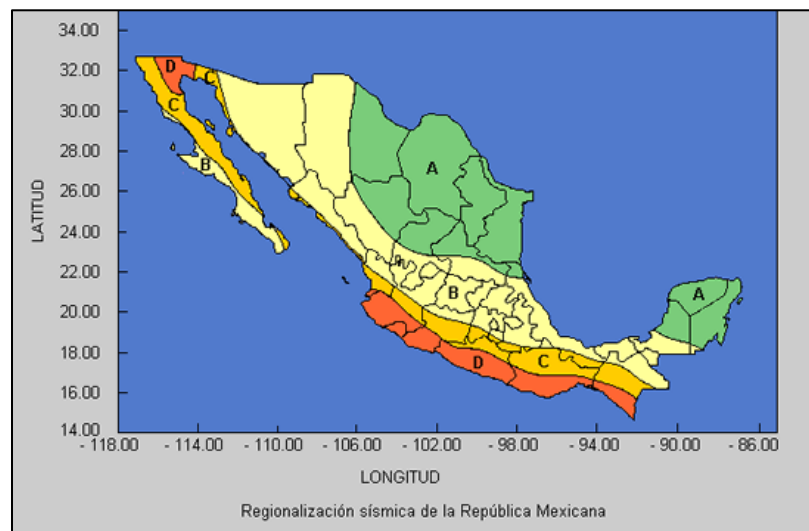 34.00
32.00
30.00
28.00
26.00
24.00
22.00
20.00
18.00
16.00
14.00
LATITUD
D
C
C
B
A
A
B
C
D
- 118.00 - 114.00 - 110.00 - 106.00 - 102.00 - 98.00 - 94.00 - 90.00 - 86.00
LONGITUD
Regionalización sísmica de la República Mexicana